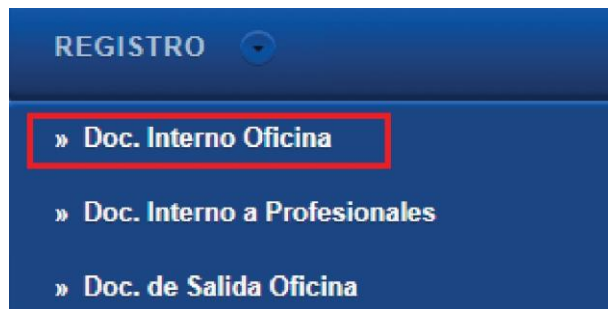 REGISTRO
» Doc. Interno Oficina
» Doc. Interno a Profesionales
» Doc. de Salida Oficina